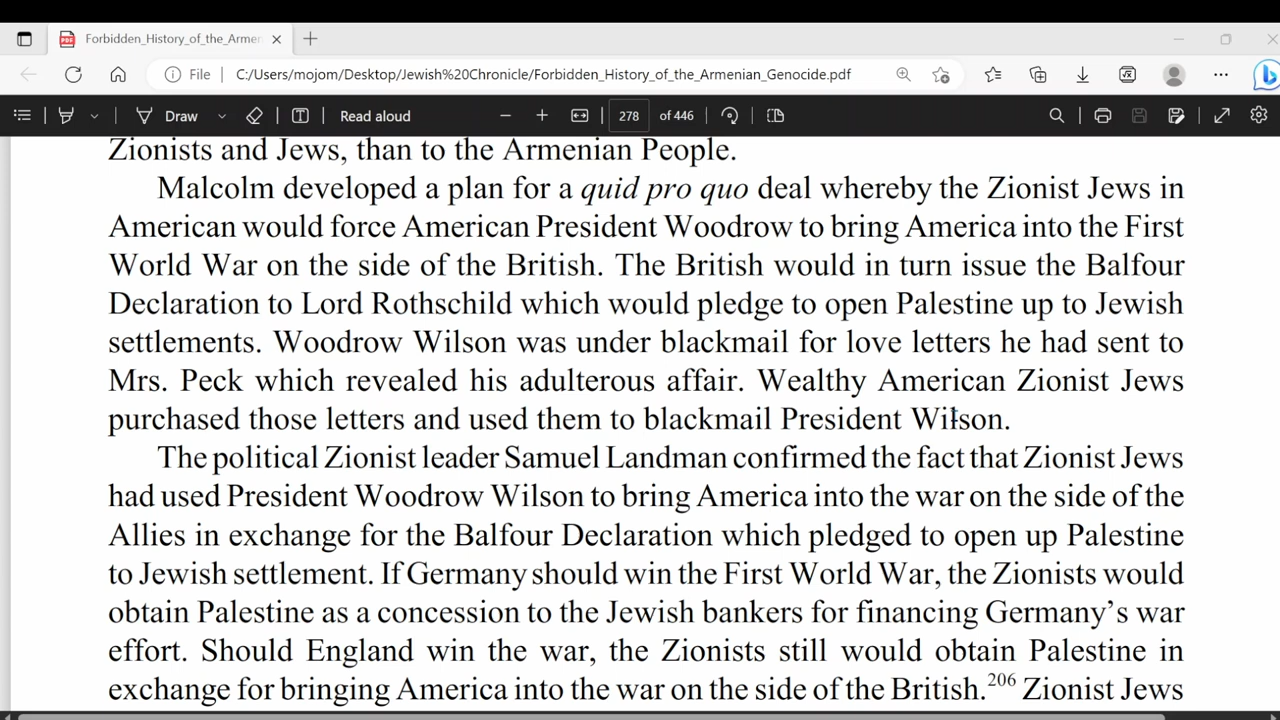 Forbidden_History_of_the_Armen
File C:/Users/mojom/Desktop/Jewish%20Chronicle/Forbidden_History_of_the_Armenian_Genocide.pdf
Draw Read aloud 278 of 446
Zionists and Jews, than to the Armenian People.
Malcolm developed a plan for a quid pro quo deal whereby the Zionist Jews in
American would force American President Woodrow to bring America into the First
World War on the side of the British. The British would in turn issue the Balfour
Declaration to Lord Rothschild which would pledge to open Palestine up to Jewish
settlements. Woodrow Wilson was under blackmail for love letters he had sent to
Mrs. Peck which revealed his adulterous affair. Wealthy American Zionist Jews
purchased those letters and used them to blackmail President Wilson.
The political Zionist leader Samuel Landman confirmed the fact that Zionist Jews
had used President Woodrow Wilson to bring America into the war on the side of the
Allies in exchange for the Balfour Declaration which pledged to open up Palestine
to Jewish settlement. If Germany should win the First World War, the Zionists would
obtain Palestine as a concession to the Jewish bankers for financing Germany’s war
effort. Should England win the war, the Zionists still would obtain Palestine in
exchange for bringing America into the war on the side of the British.206 Zionist Jews